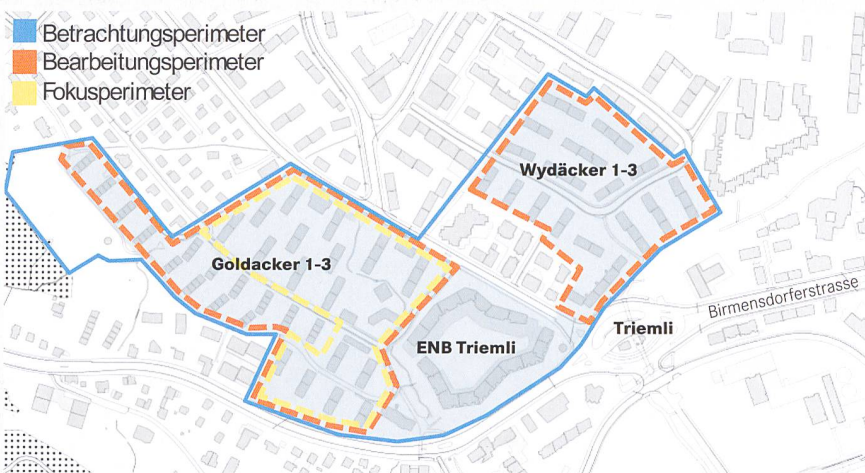 Betrachtungsperimeter
Bearbeitungsperimeter
Fokusperimeter
Wydäcker 1-3
Goldacker 1-3
ENB Triemli
Triemli
Birmensdorferstrasse